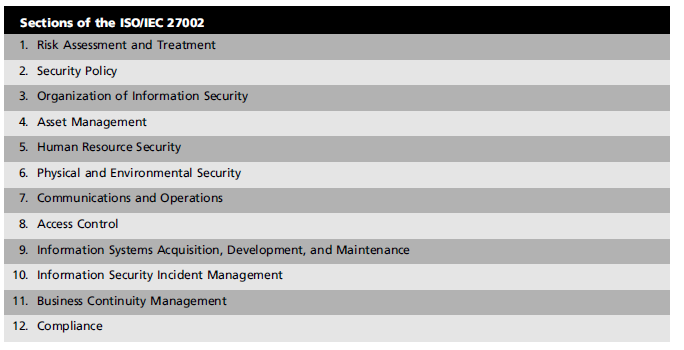 Sections of the ISO/IEC 27002
1. Risk Assessment and Treatment
2. Security Policy
3. Organization of Information Security
4. Asset Management
5. Human Resource Security
6. Physical and Environmental Security
7. Communications and Operations
8. Access Control
9. Information Systems Acquisition, Development, and Maintenance
10. Information Security Incident Management
11. Business Continuity Management
12. Compliance